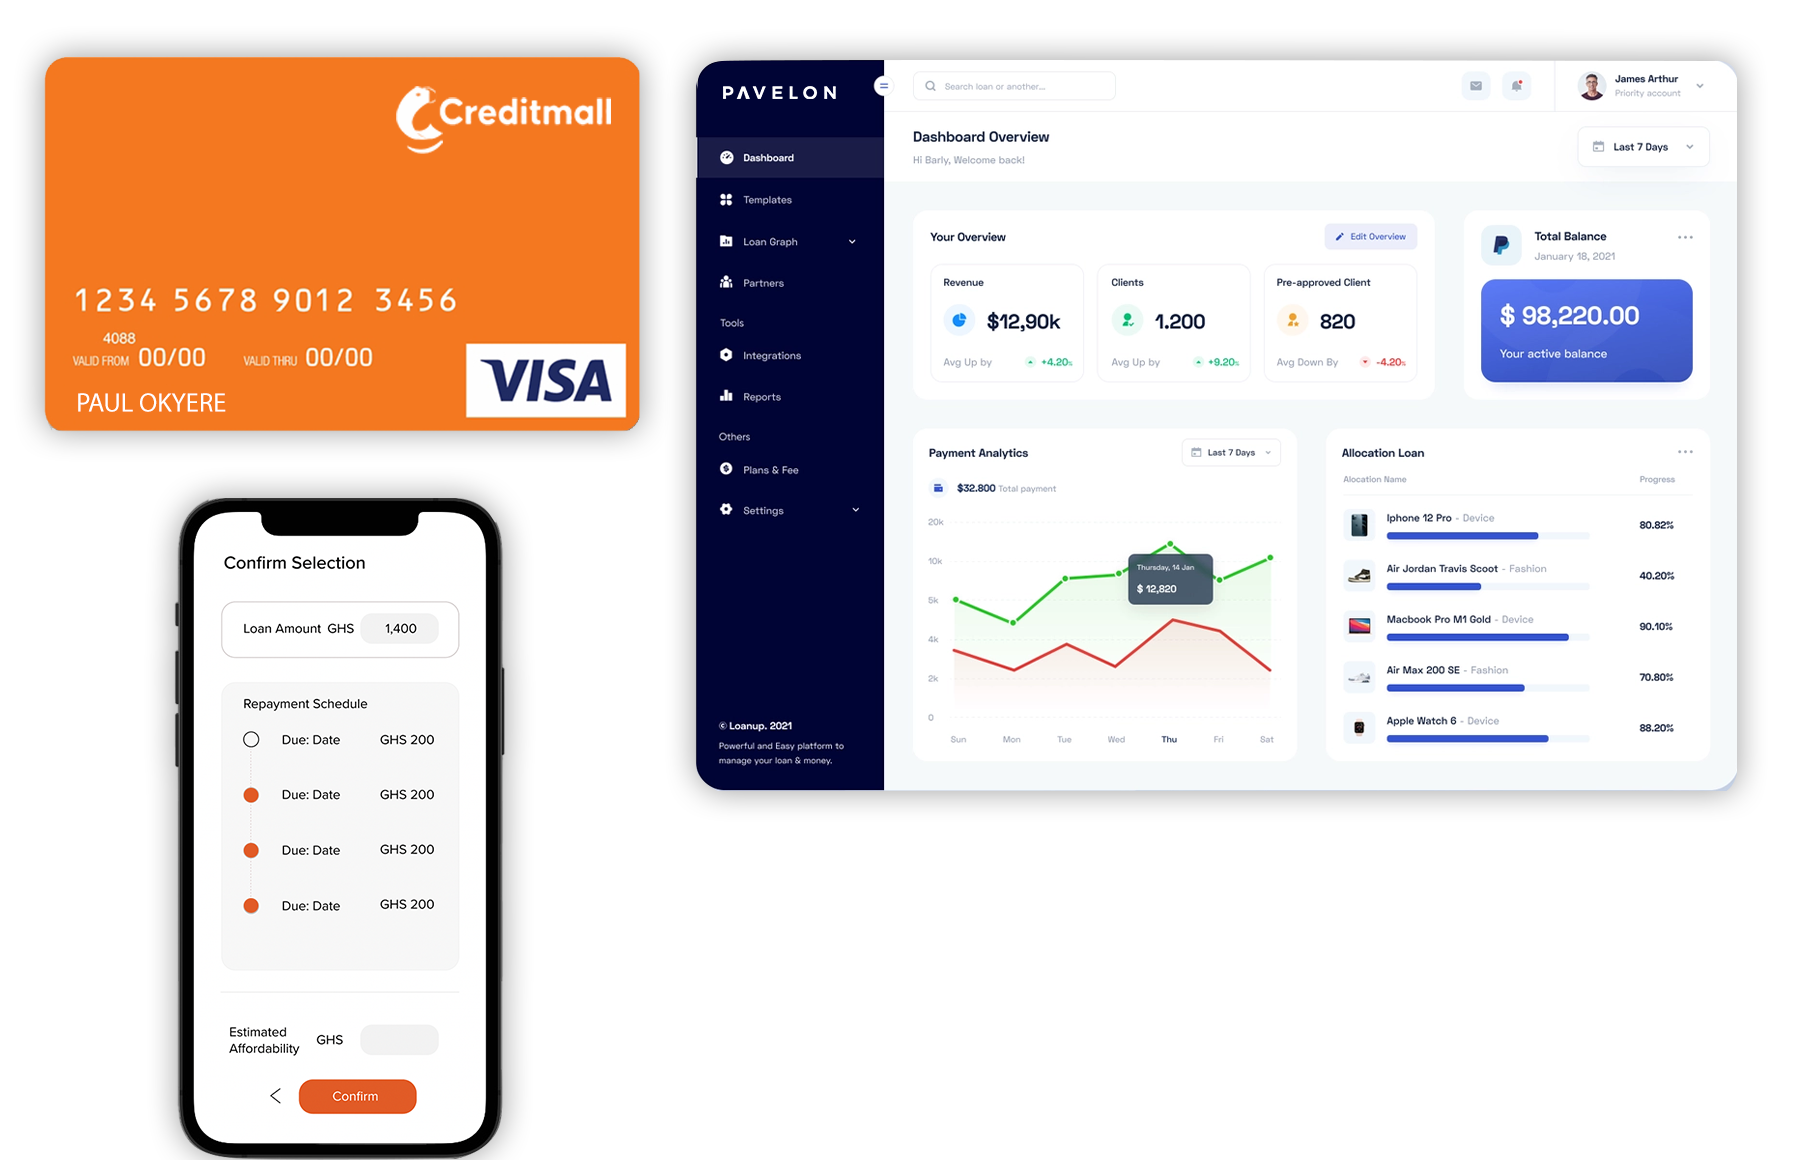 Creditmall
1234 5678 9012 3456
4088
VALID FROM 00/00 VALID THRU 00/00
PAUL OKYERE
VISA
Confirm Selection
Loan Amount GHS 1,400
Repayment Schedule
Due: Date GHS 200
Due: Date GHS 200
Due: Date GHS 200
Due: Date GHS 200
Estimated
Affordability GHS
Confirm
PAVELON
Dashboard
Templates
Loan Graph
Partners
Tools
Integrations
Reports
Others
Plans & Fee
Settings
© Loanup. 2021
Powerful and Easy platform to
manage your loan & money.
Search loan or another...
James Arthur
Priority account
Dashboard Overview
Hi Barly, Welcome back!
Last 7 Days
Your Overview
Edit Overview
Revenue
$12,90k
Avg Up by +4.20%
Clients
1.200
Avg Up by +9.20%
Pre-approved Client
820
Avg Down By -4.20%
Total Balance
January 18, 2021
$ 98,220.00
Your active balance
Payment Analytics
Last 7 Days
$32.800 Total payment
20k
10k
5k
4k
2k
0
Thursday, 14 Jan
$ 12,820
Sun Mon Tue Wed Thu Fri Sat
Allocation Loan
Alocation Name Progress
Iphone 12 Pro - Device 80.82%
Air Jordan Travis Scoot - Fashion 40.20%
Macbook Pro M1 Gold - Device 90.10%
Air Max 200 SE - Fashion 70.80%
Apple Watch 6 - Device 88.20%